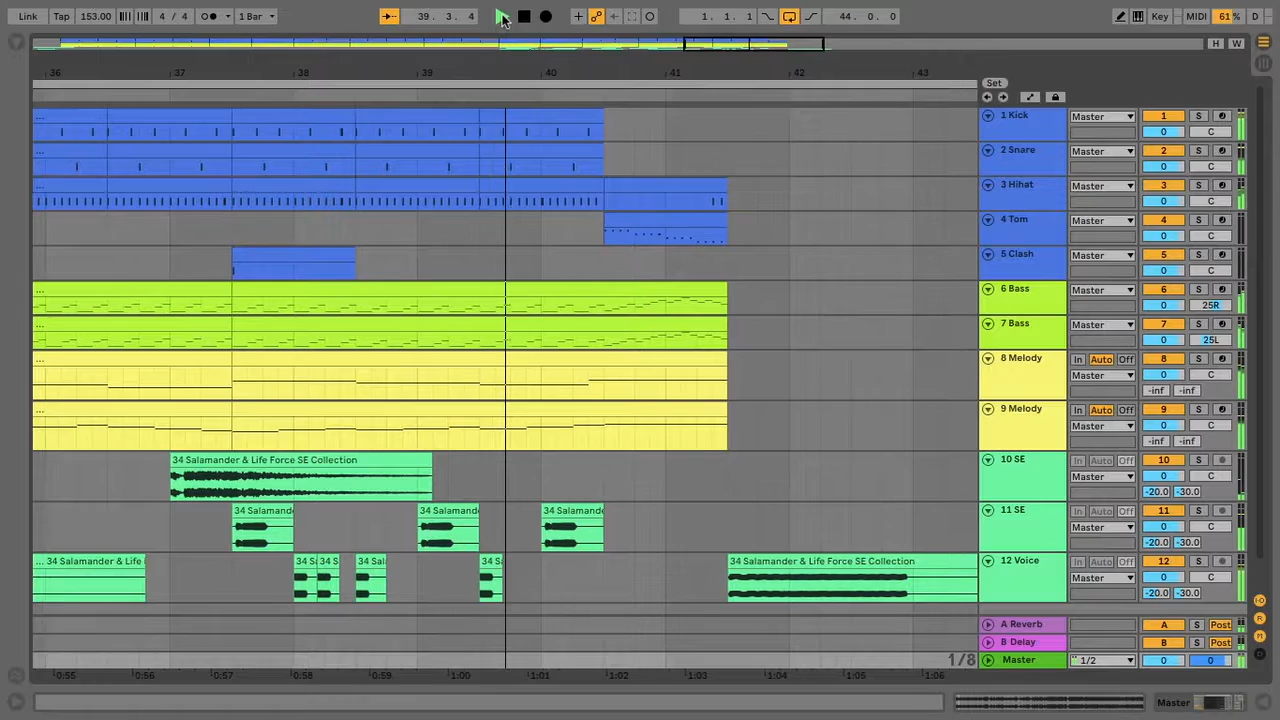 Link Tap 153.00 4 / 4 1 Bar 39. 3. 4 1. 1. 1 44. 0. 0 Key MIDI 61% D
H W
36 37 38 39 40 41 42 43
Set
... 1 Kick Master 1 S
0 C
... 2 Snare Master 2 S
0 C
... 3 Hihat Master 3 S
0 C
4 Tom Master 4 S
0 C
5 Clash Master 5 S
0 C
... 6 Bass Master 6 S
0 25R
... 7 Bass Master 7 S
0 25L
... 8 Melody In Auto Off 8 S
Master 0 C
-inf -inf
... 9 Melody In Auto Off 9 S
Master 0 C
-inf -inf
34 Salamander & Life Force SE Collection 10 SE In Auto Off 10 S
Master 0 C
-20.0 -30.0
34 Salamande 34 Salamande 34 Salamande 11 SE In Auto Off 11 S
Master 0 C
-20.0 -30.0
... 34 Salamander & Life 34 Sa 34 S 34 Sal 34 S 34 Salamander & Life Force SE Collection 12 Voice In Auto Off 12 S
Master 0 C
-20.0 -30.0
A Reverb A S Post
B Delay B S Post
1/8 Master 1/2 0 0
0:55 0:56 0:57 0:58 0:59 1:00 1:01 1:02 1:03 1:04 1:05 1:06
Master